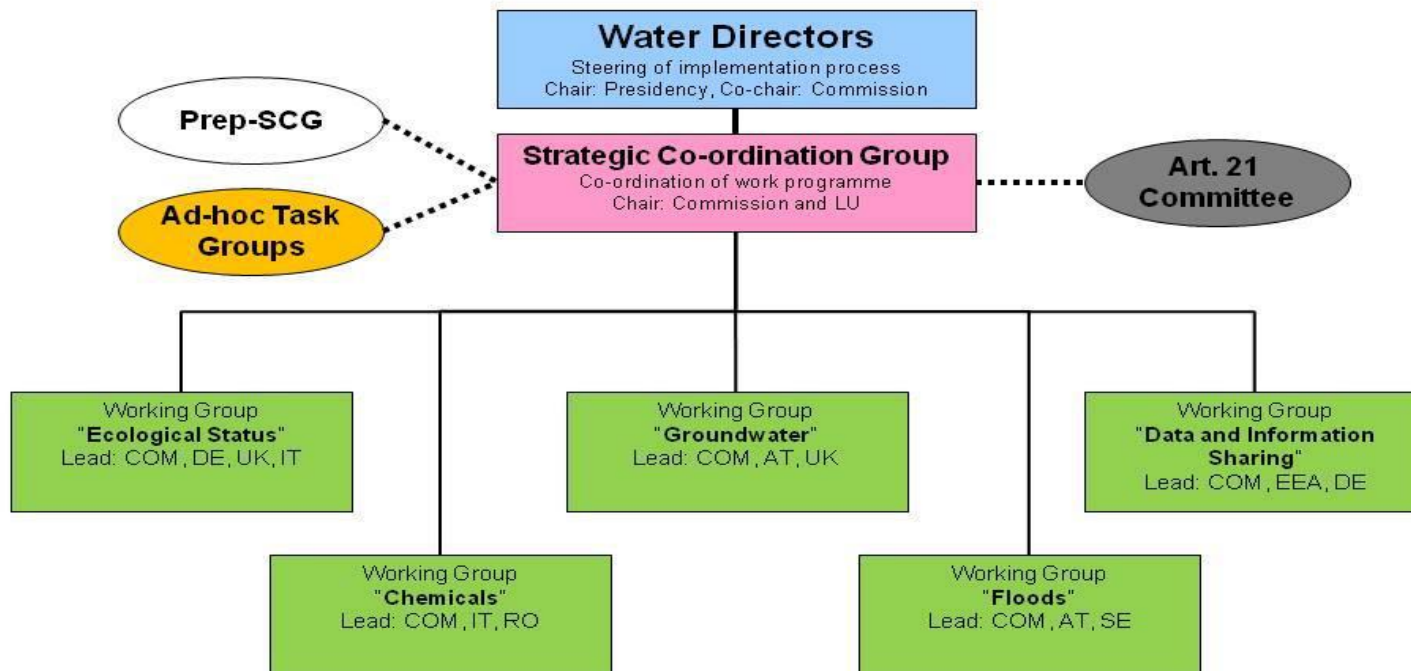 Water Directors
Steering of implementation process
Chair: Presidency, Co-chair: Commission
Prep-SCG
Strategic Co-ordination Group
Co-ordination of work programme
Chair: Commission and LU
Art. 21
Committee
Ad-hoc Task
Groups
Working Group
"Ecological Status"
Lead: COM, DE, UK, IT
Working Group
"Groundwater"
Lead: COM, AT, UK
Working Group
"Data and Information
Sharing"
Lead: COM, EEA, DE
Working Group
"Chemicals"
Lead: COM, IT, RO
Working Group
"Floods"
Lead: COM, AT, SE